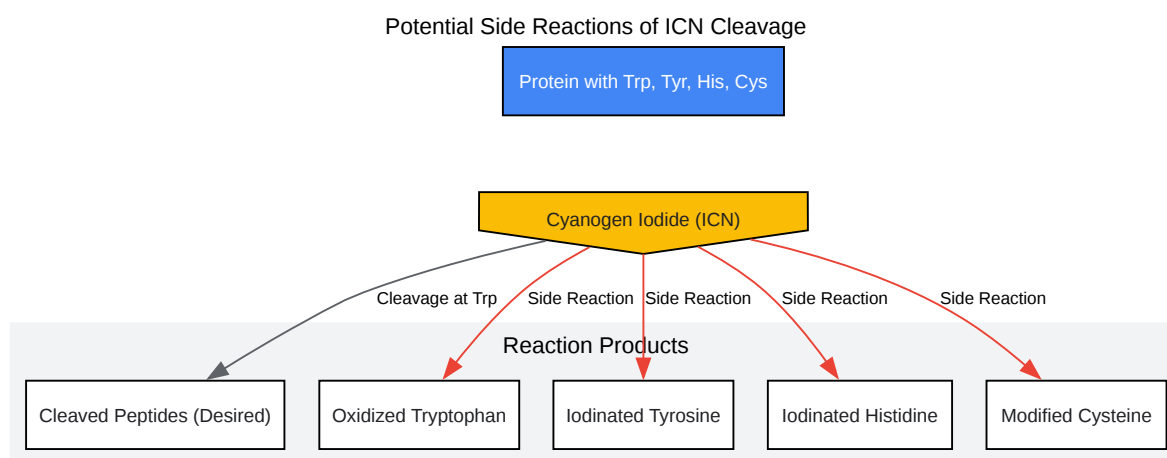 Potential Side Reactions of ICN Cleavage
Protein with Trp, Tyr, His, Cys
Cyanogen Iodide (ICN)
Cleavage at Trp
Side Reaction
Side Reaction
Side Reaction
Side Reaction
Reaction Products
Cleaved Peptides (Desired)
Oxidized Tryptophan
Iodinated Tyrosine
Iodinated Histidine
Modified Cysteine